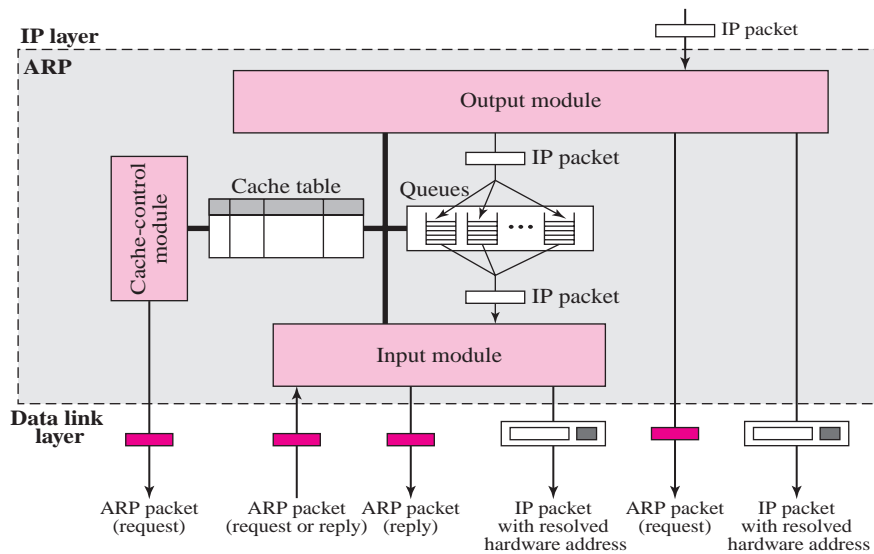 IP packet
IP layer
ARP
Output module
IP packet
Cache table
Queues
Cache-control
module
IP packet
Input module
Data link
layer
ARP packet
(request)
ARP packet
(request or reply)
ARP packet
(reply)
IP packet
with resolved
hardware address
ARP packet
(request)
IP packet
with resolved
hardware address